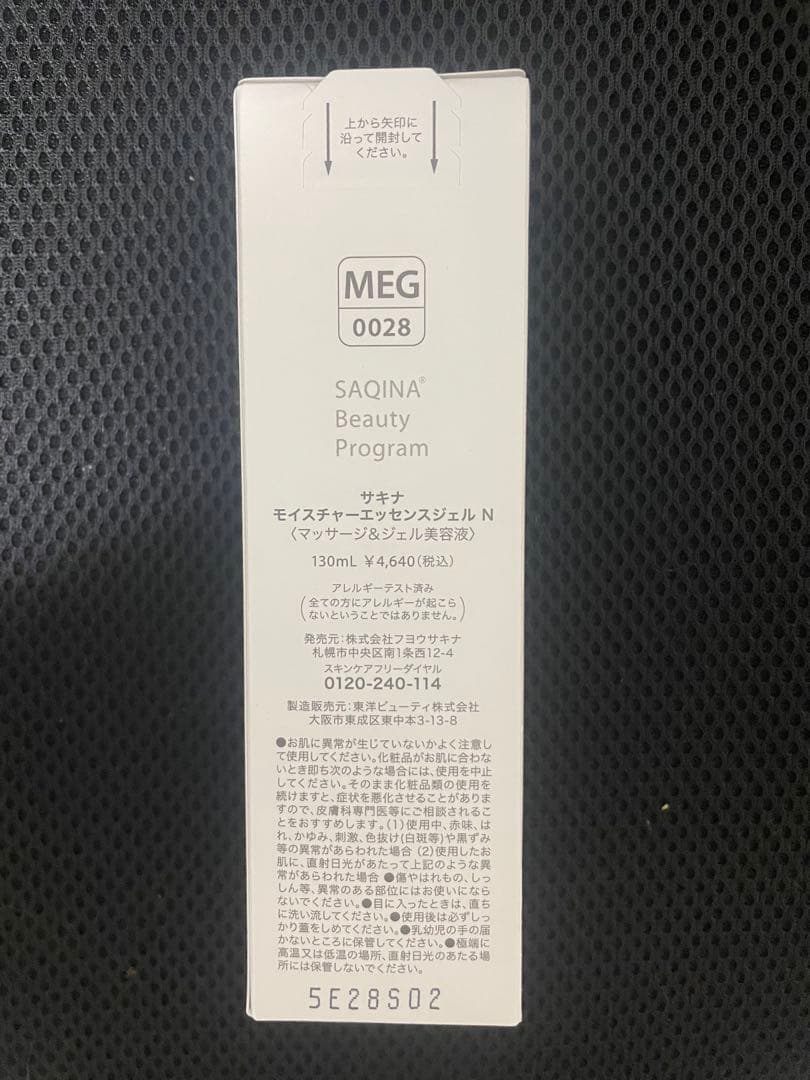 上から矢印に
沿って開封して
ください。
MEG
0028
SAQINA®
Beauty
Program
サキナ
モイスチャーエッセンスジェル N
〈マッサージ&ジェル美容液〉
130mL ¥4,640(税込)
アレルギーテスト済み
(全ての方にアレルギーが起こら
ないということではありません。)
発売元:株式会社フヨウサキナ
札幌市中央区南1条西12-4
スキンケアフリーダイヤル
0120-240-114
製造販売元:東洋ビューティ株式会社
大阪市東成区東中本3-13-8
●お肌に異常が生じていないかよく注意し
て使用してください。化粧品がお肌に合わな
いとき即ち次のような場合には、使用を中止
してください。そのまま化粧品類の使用を
続けますと、症状を悪化させることがありま
すので、皮膚科専門医等にご相談されるこ
とをおすすめします。(1)使用中、赤味、は
れ、かゆみ、刺激、色抜け(白斑等)や黒ずみ
等の異常があらわれた場合 (2)使用したお
肌に、直射日光があたって上記のような異
常があらわれた場合 ●傷やはれもの、しっ
しん等、異常のある部位にはお使いになら
ないでください。●目に入ったときは、直ち
に洗い流してください。●使用後は必ずしっ
かり蓋をしめてください。●乳幼児の手の届
かないところに保管してください。●極端に
高温又は低温の場所、直射日光のあたる場
所には保管しないでください。
5E28S02